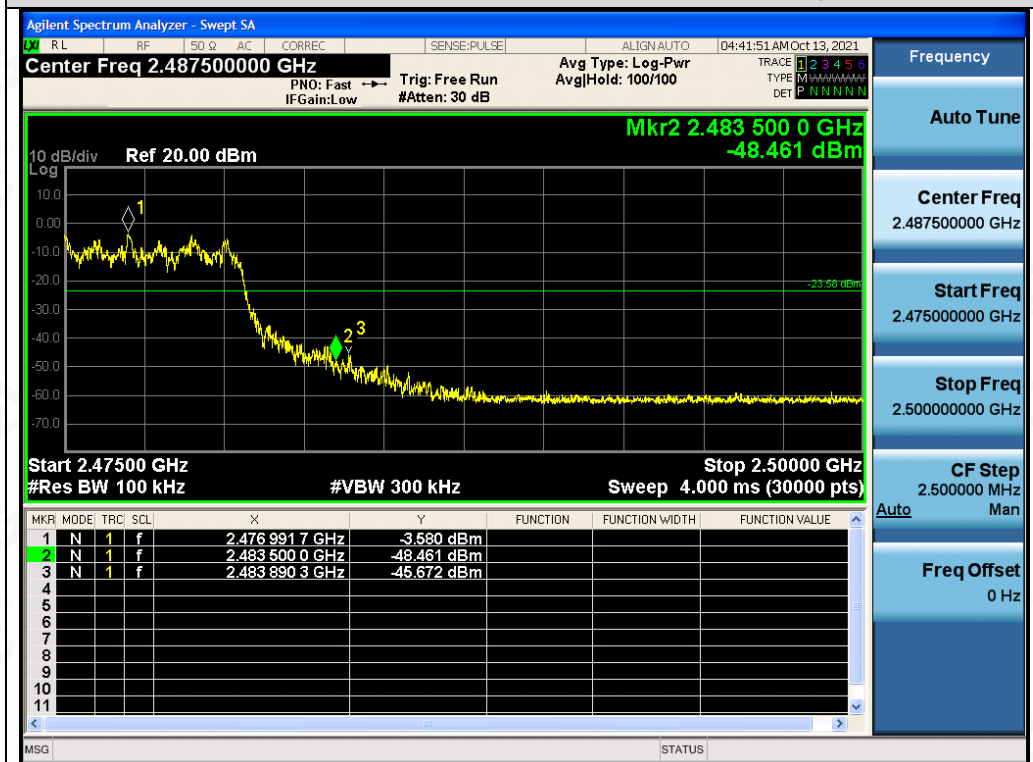 Agilent Spectrum Analyzer - Swept SA
LXI RL RF 50 Ω AC CORREC SENSE:PULSE ALIGN AUTO 04:41:51 AM Oct 13, 2021
Center Freq 2.487500000 GHz
PNO: Fast
IFGain:Low
Trig: Free Run
#Atten: 30 dB
Avg Type: Log-Pwr
Avg|Hold: 100/100
TRACE 1 2 3 4 5 6
TYPE M WWWWW
DET P N N N N N
Mkr2 2.483 500 0 GHz
-48.461 dBm
10 dB/div Ref 20.00 dBm
Log
10.0
0.00
-10.0
-20.0
-30.0
-40.0
-50.0
-60.0
-70.0
1
2
3
-23.58 dBm
Start 2.47500 GHz Stop 2.50000 GHz
#Res BW 100 kHz #VBW 300 kHz Sweep 4.000 ms (30000 pts)
MKR MODE TRC SCL X Y FUNCTION FUNCTION WIDTH FUNCTION VALUE
1 N 1 f 2.476 991 7 GHz -3.580 dBm
2 N 1 f 2.483 500 0 GHz -48.461 dBm
3 N 1 f 2.483 890 3 GHz -45.672 dBm
4
5
6
7
8
9
10
11
MSG STATUS
Frequency
Auto Tune
Center Freq
2.487500000 GHz
Start Freq
2.475000000 GHz
Stop Freq
2.500000000 GHz
CF Step
2.500000 MHz
Auto Man
Freq Offset
0 Hz